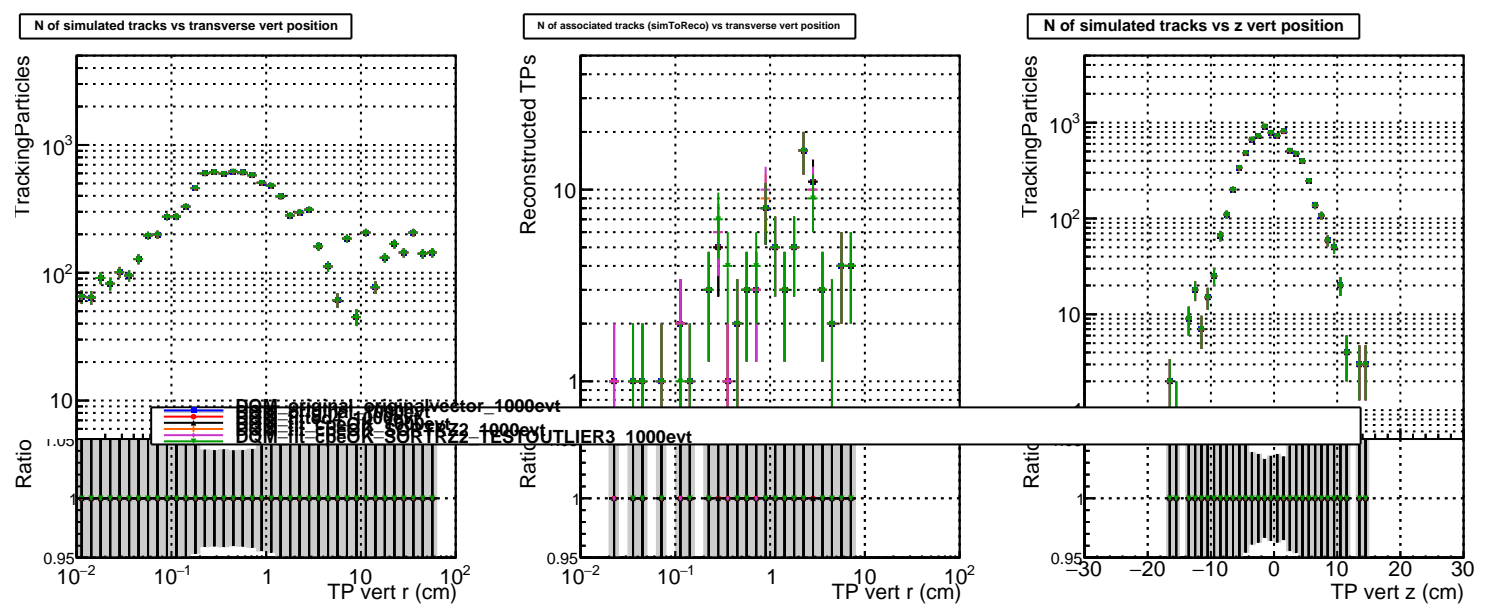 N of simulated tracks vs transverse vert position
N of associated tracks (simToReco) vs transverse vert position
N of simulated tracks vs z vert position
TrackingParticles
10³
10²
10
Reconstructed TPs
10
1
TrackingParticles
10³
10²
10
DQM_original_originalvector_1000evt
DQM_fit_cpeOK_SORTRZ2_1000evt
DQM_fit_cpeOK_SORTRZ2_TESTOUTLIER3_1000evt
Ratio
1
0.95
10⁻² 10⁻¹ 1 10 10²
TP vert r (cm)
Ratio
1
0.95
10⁻² 10⁻¹ 1 10 10²
TP vert r (cm)
Ratio
1
0.95
−30 −20 −10 0 10 20 30
TP vert z (cm)